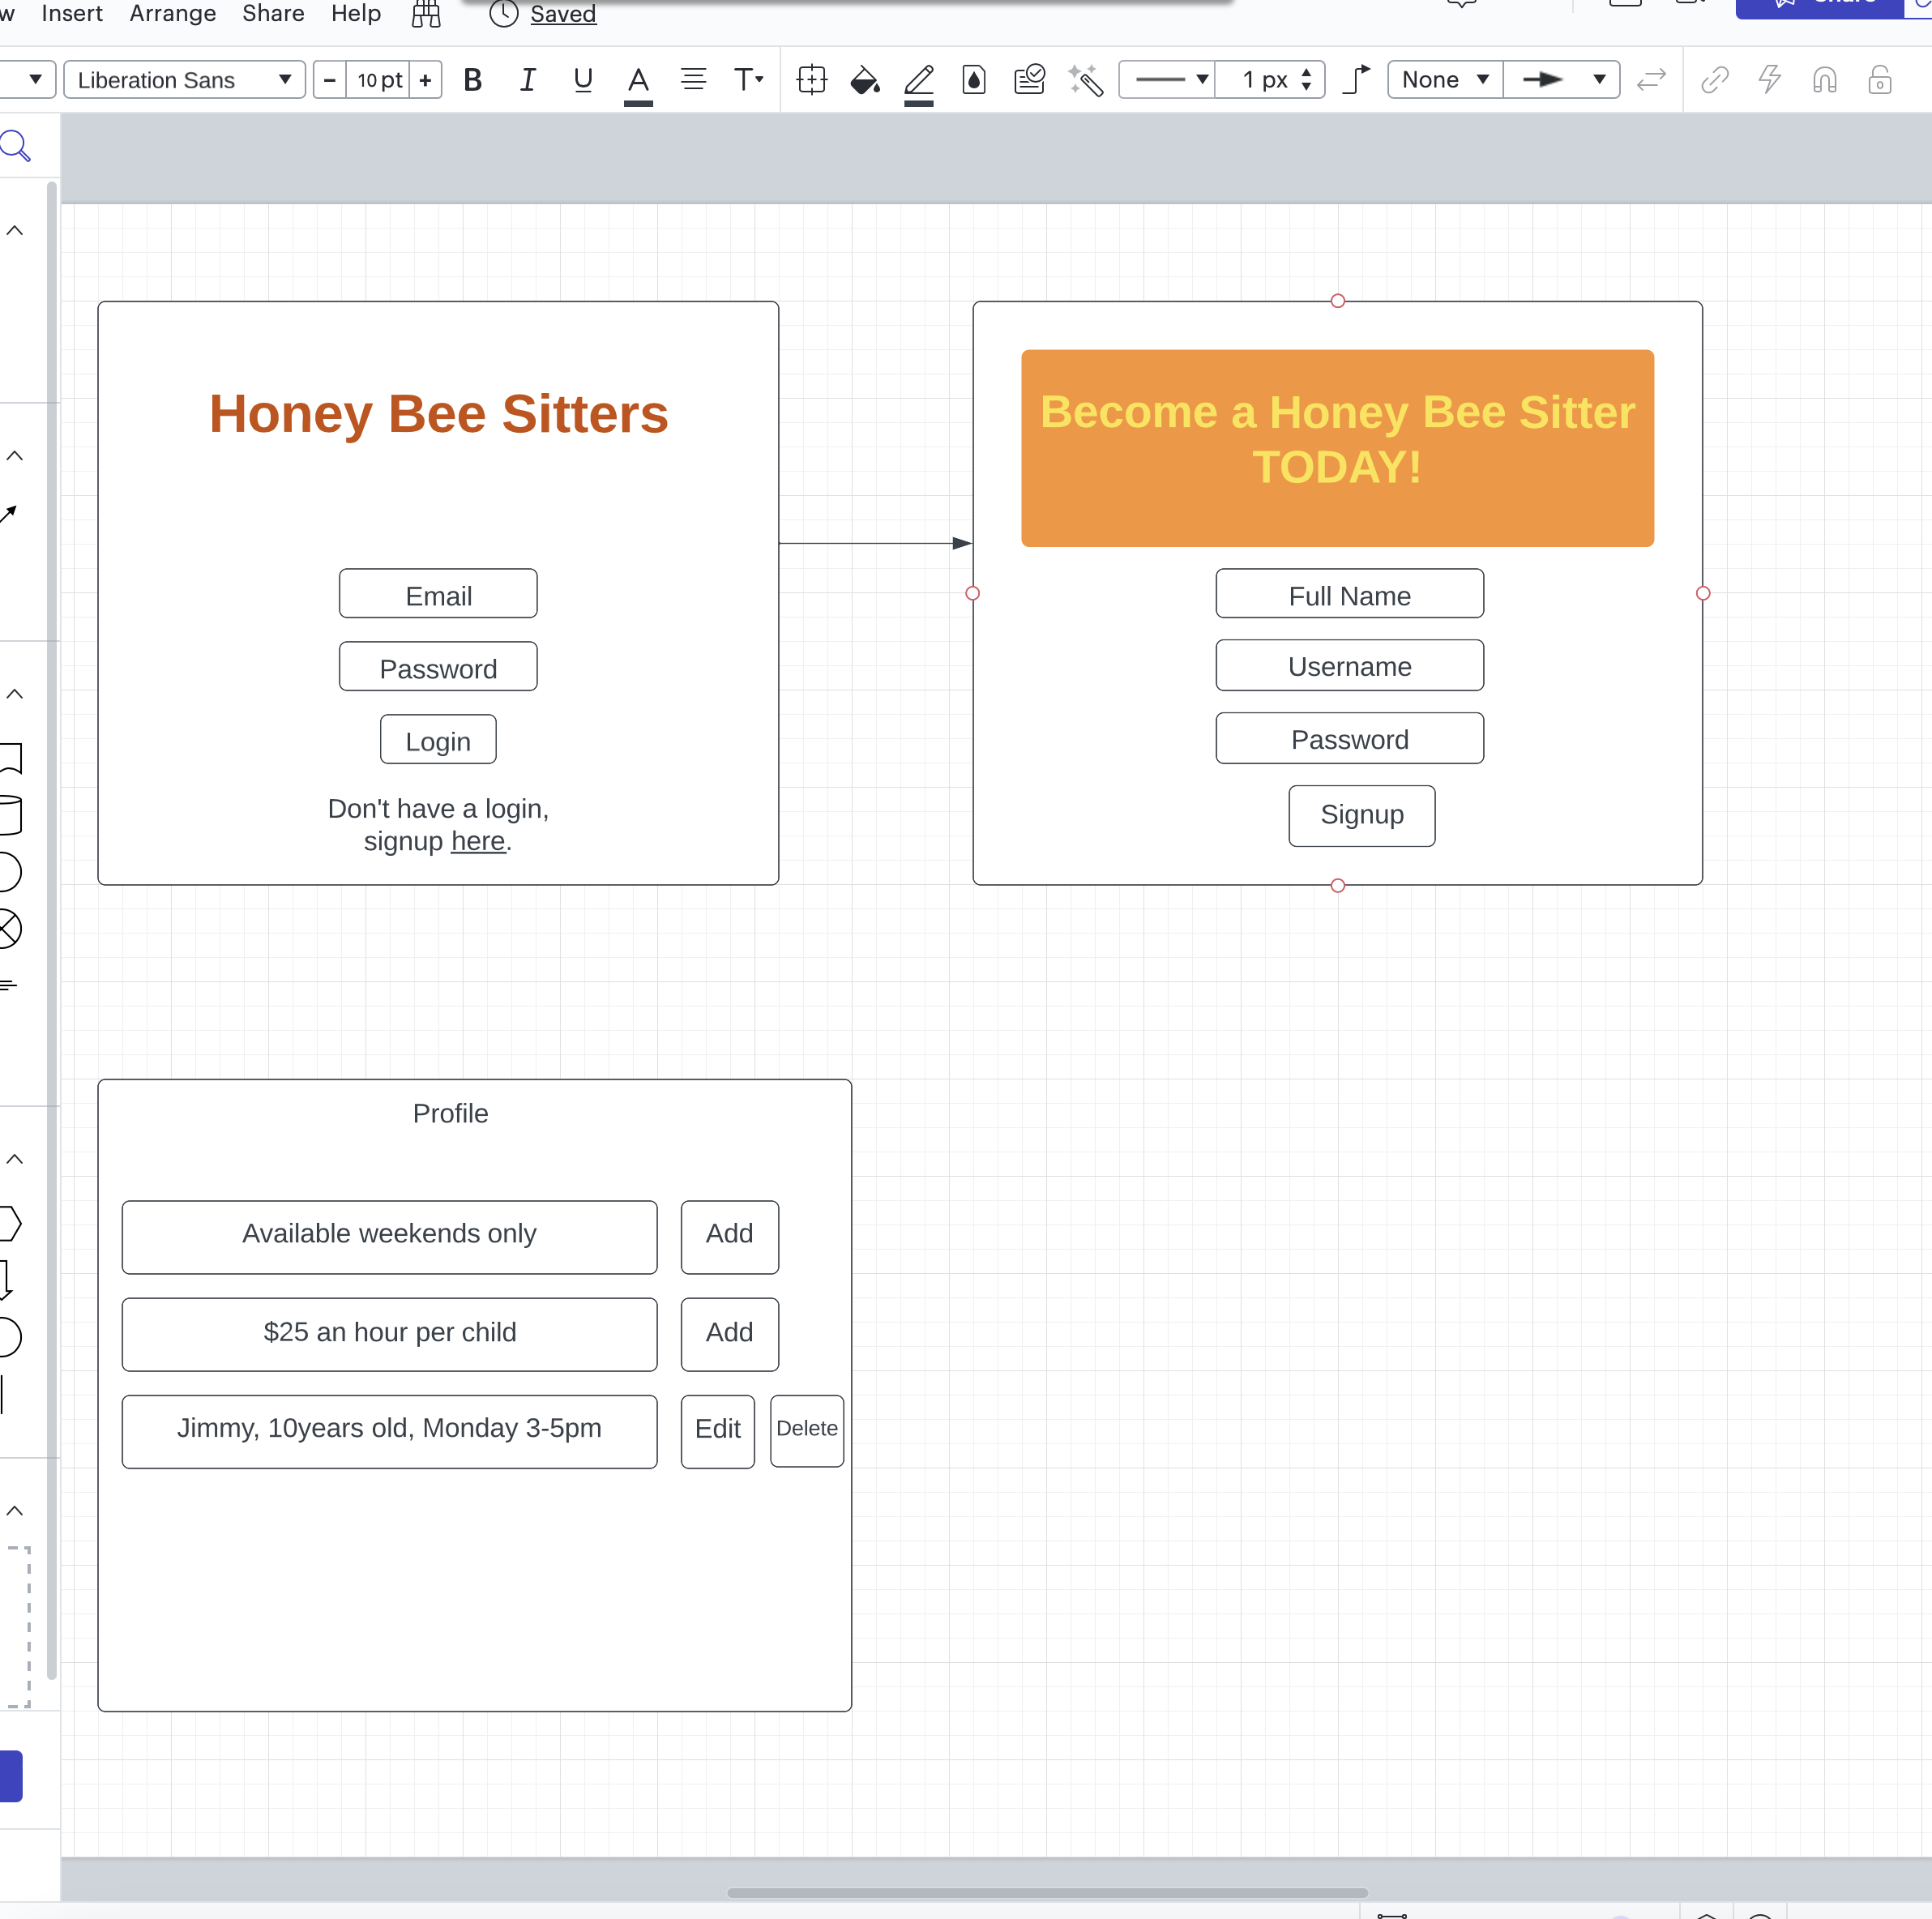 w Insert Arrange Share Help Saved
Share
Liberation Sans − 10 pt + B I U A T 1 px None
Honey Bee Sitters
Email
Password
Login
Don't have a login,
signup here.
Become a Honey Bee Sitter
TODAY!
Full Name
Username
Password
Signup
Profile
Available weekends only Add
$25 an hour per child Add
Jimmy, 10years old, Monday 3-5pm Edit Delete